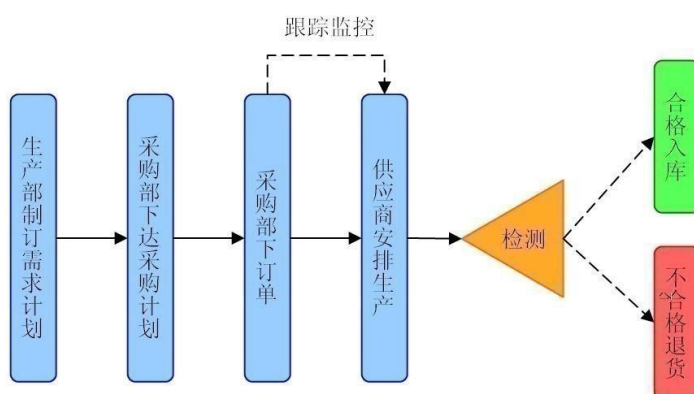 跟踪监控
生产部制订需求计划
采购部下达采购计划
采购部下订单
供应商安排生产
检测
合格入库
不合格退货